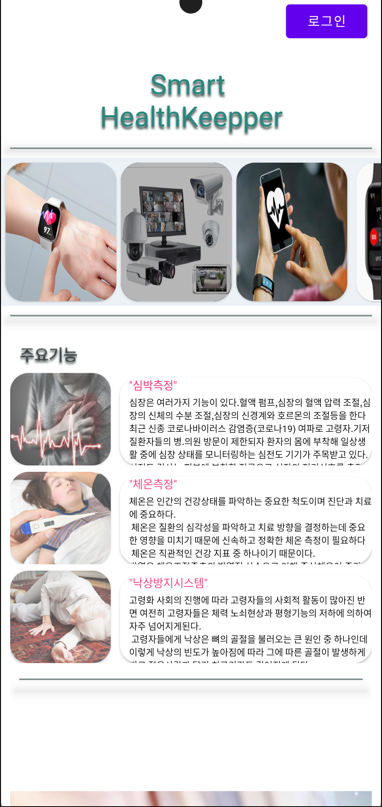 로그인
Smart
HealthKeepper
97
주요기능
"심박측정"
심장은 여러가지 기능이 있다.혈액 펌프,심장의 혈액 압력 조절,심
장의 신체의 수분 조절,심장의 신경계와 호르몬의 조절등을 한다
최근 신종 코로나바이러스 감염증(코로나19) 여파로 고령자.기저
질환자들의 병.의원 방문이 제한되자 환자의 몸에 부착해 일상생
활 중에 심장 상태를 모니터링하는 심전도 기기가 주목받고 있다.
"체온측정"
체온은 인간의 건강상태를 파악하는 중요한 척도이며 진단과 치료
에 중요하다.
체온은 질환의 심각성을 파악하고 치료 방향을 결정하는데 중요
한 영향을 미치기 때문에 신속하고 정확한 체온 측정이 필요하다
체온은 직관적인 건강 지표 중 하나이기 때문이다.
"낙상방지시스템"
고령화 사회의 진행에 따라 고령자들의 사회적 활동이 많아진 반
면 여전히 고령자들은 체력 노쇠현상과 평형기능의 저하에 의하여
자주 넘어지게된다.
고령자들에게 낙상은 뼈의 골절을 불러오는 큰 원인 중 하나인데
이렇게 낙상의 빈도가 높아짐에 따라 그에 따른 골절이 발생하게